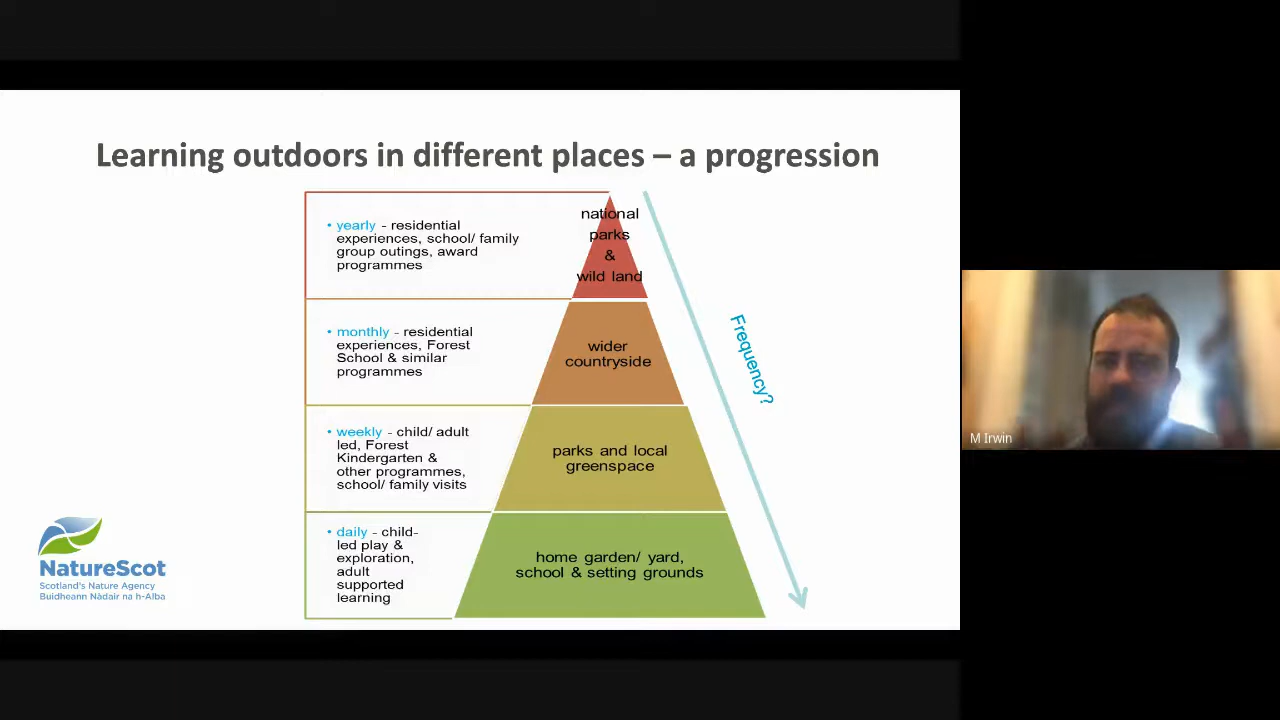 Learning outdoors in different places – a progression
• yearly - residential
experiences, school/ family
group outings, award
programmes
national
parks
&
wild land
• monthly - residential
experiences, Forest
School & similar
programmes
wider
countryside
• weekly - child/ adult
led, Forest
Kindergarten &
other programmes,
school/ family visits
parks and local
greenspace
• daily - child-
led play &
exploration,
adult
supported
learning
home garden/ yard,
school & setting grounds
Frequency?
NatureScot
Scotland's Nature Agency
Buidheann Nàdair na h-Alba
M Irwin